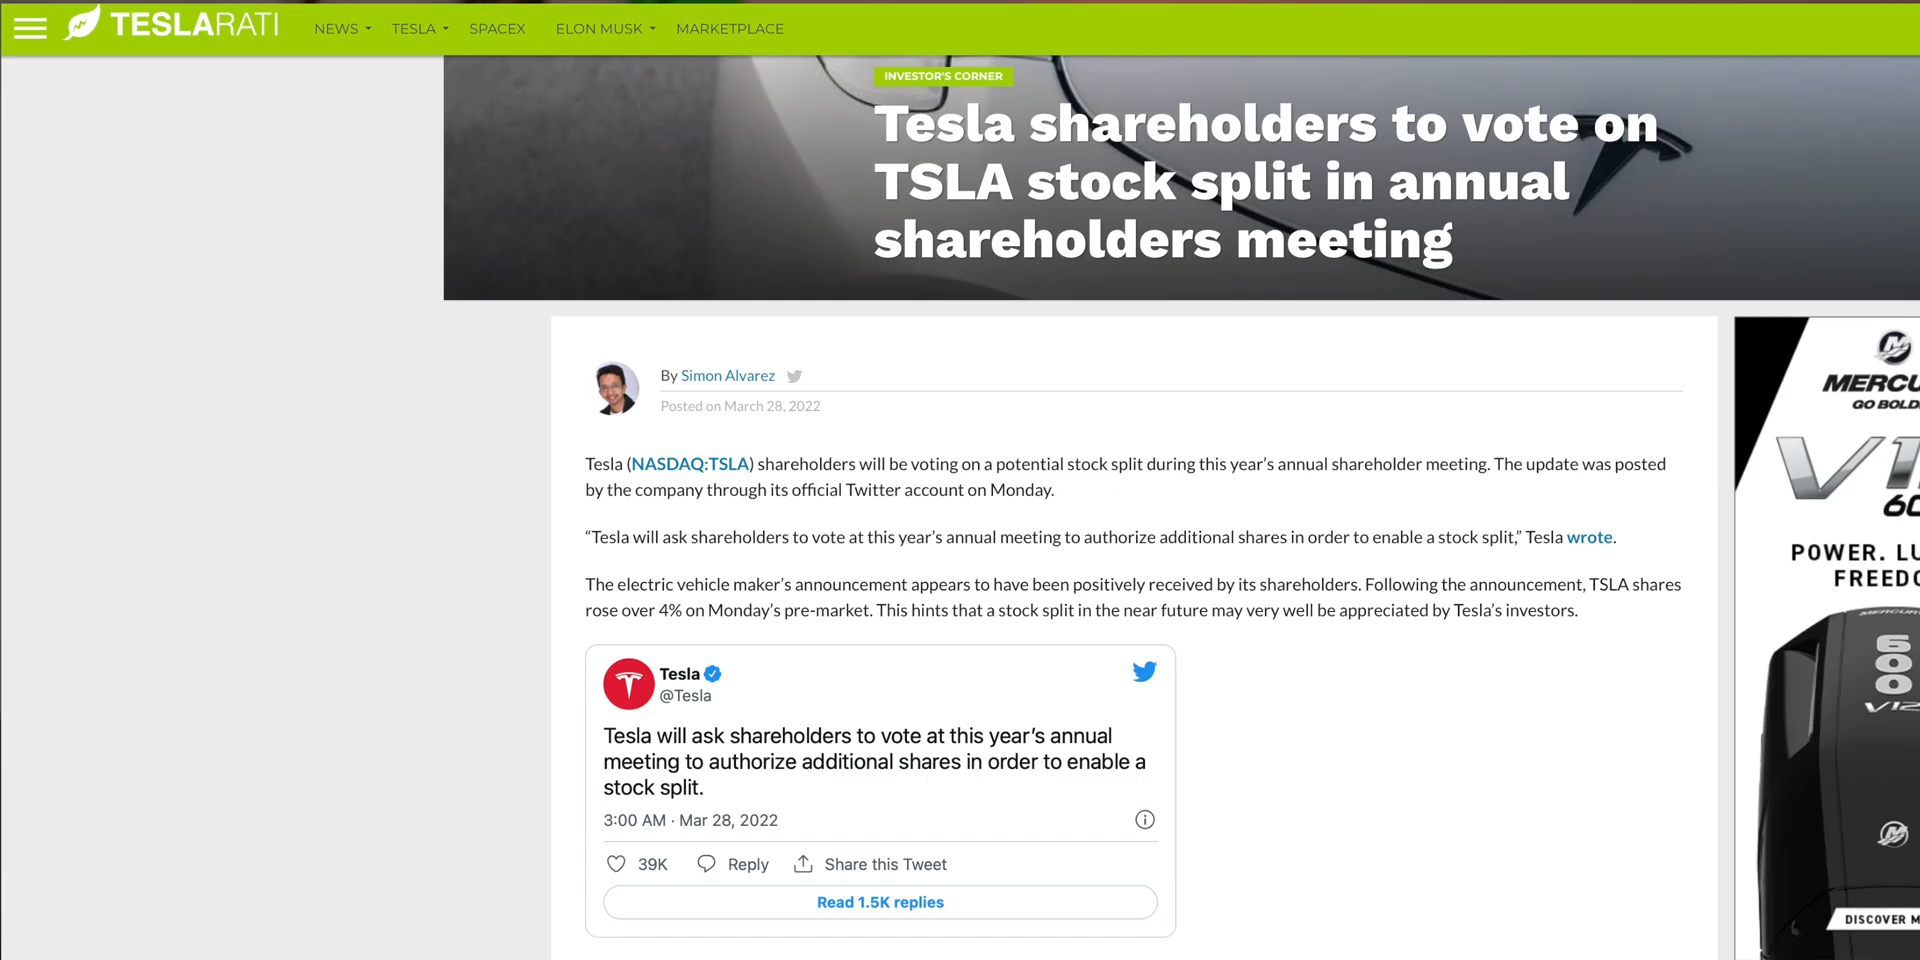 TESLARATI
NEWS TESLA SPACEX ELON MUSK MARKETPLACE
INVESTOR'S CORNER
Tesla shareholders to vote on
TSLA stock split in annual
shareholders meeting
By Simon Alvarez
Posted on March 28, 2022
Tesla (NASDAQ:TSLA) shareholders will be voting on a potential stock split during this year’s annual shareholder meeting. The update was posted
by the company through its official Twitter account on Monday.
“Tesla will ask shareholders to vote at this year’s annual meeting to authorize additional shares in order to enable a stock split,” Tesla wrote.
The electric vehicle maker’s announcement appears to have been positively received by its shareholders. Following the announcement, TSLA shares
rose over 4% on Monday’s pre-market. This hints that a stock split in the near future may very well be appreciated by Tesla’s investors.
Tesla
@Tesla
Tesla will ask shareholders to vote at this year’s annual
meeting to authorize additional shares in order to enable a
stock split.
3:00 AM · Mar 28, 2022
39K Reply Share this Tweet
Read 1.5K replies
MERCU
GO BOLD
V1
60
POWER. LU
FREEDO
MERCUR
600
V12
DISCOVER M